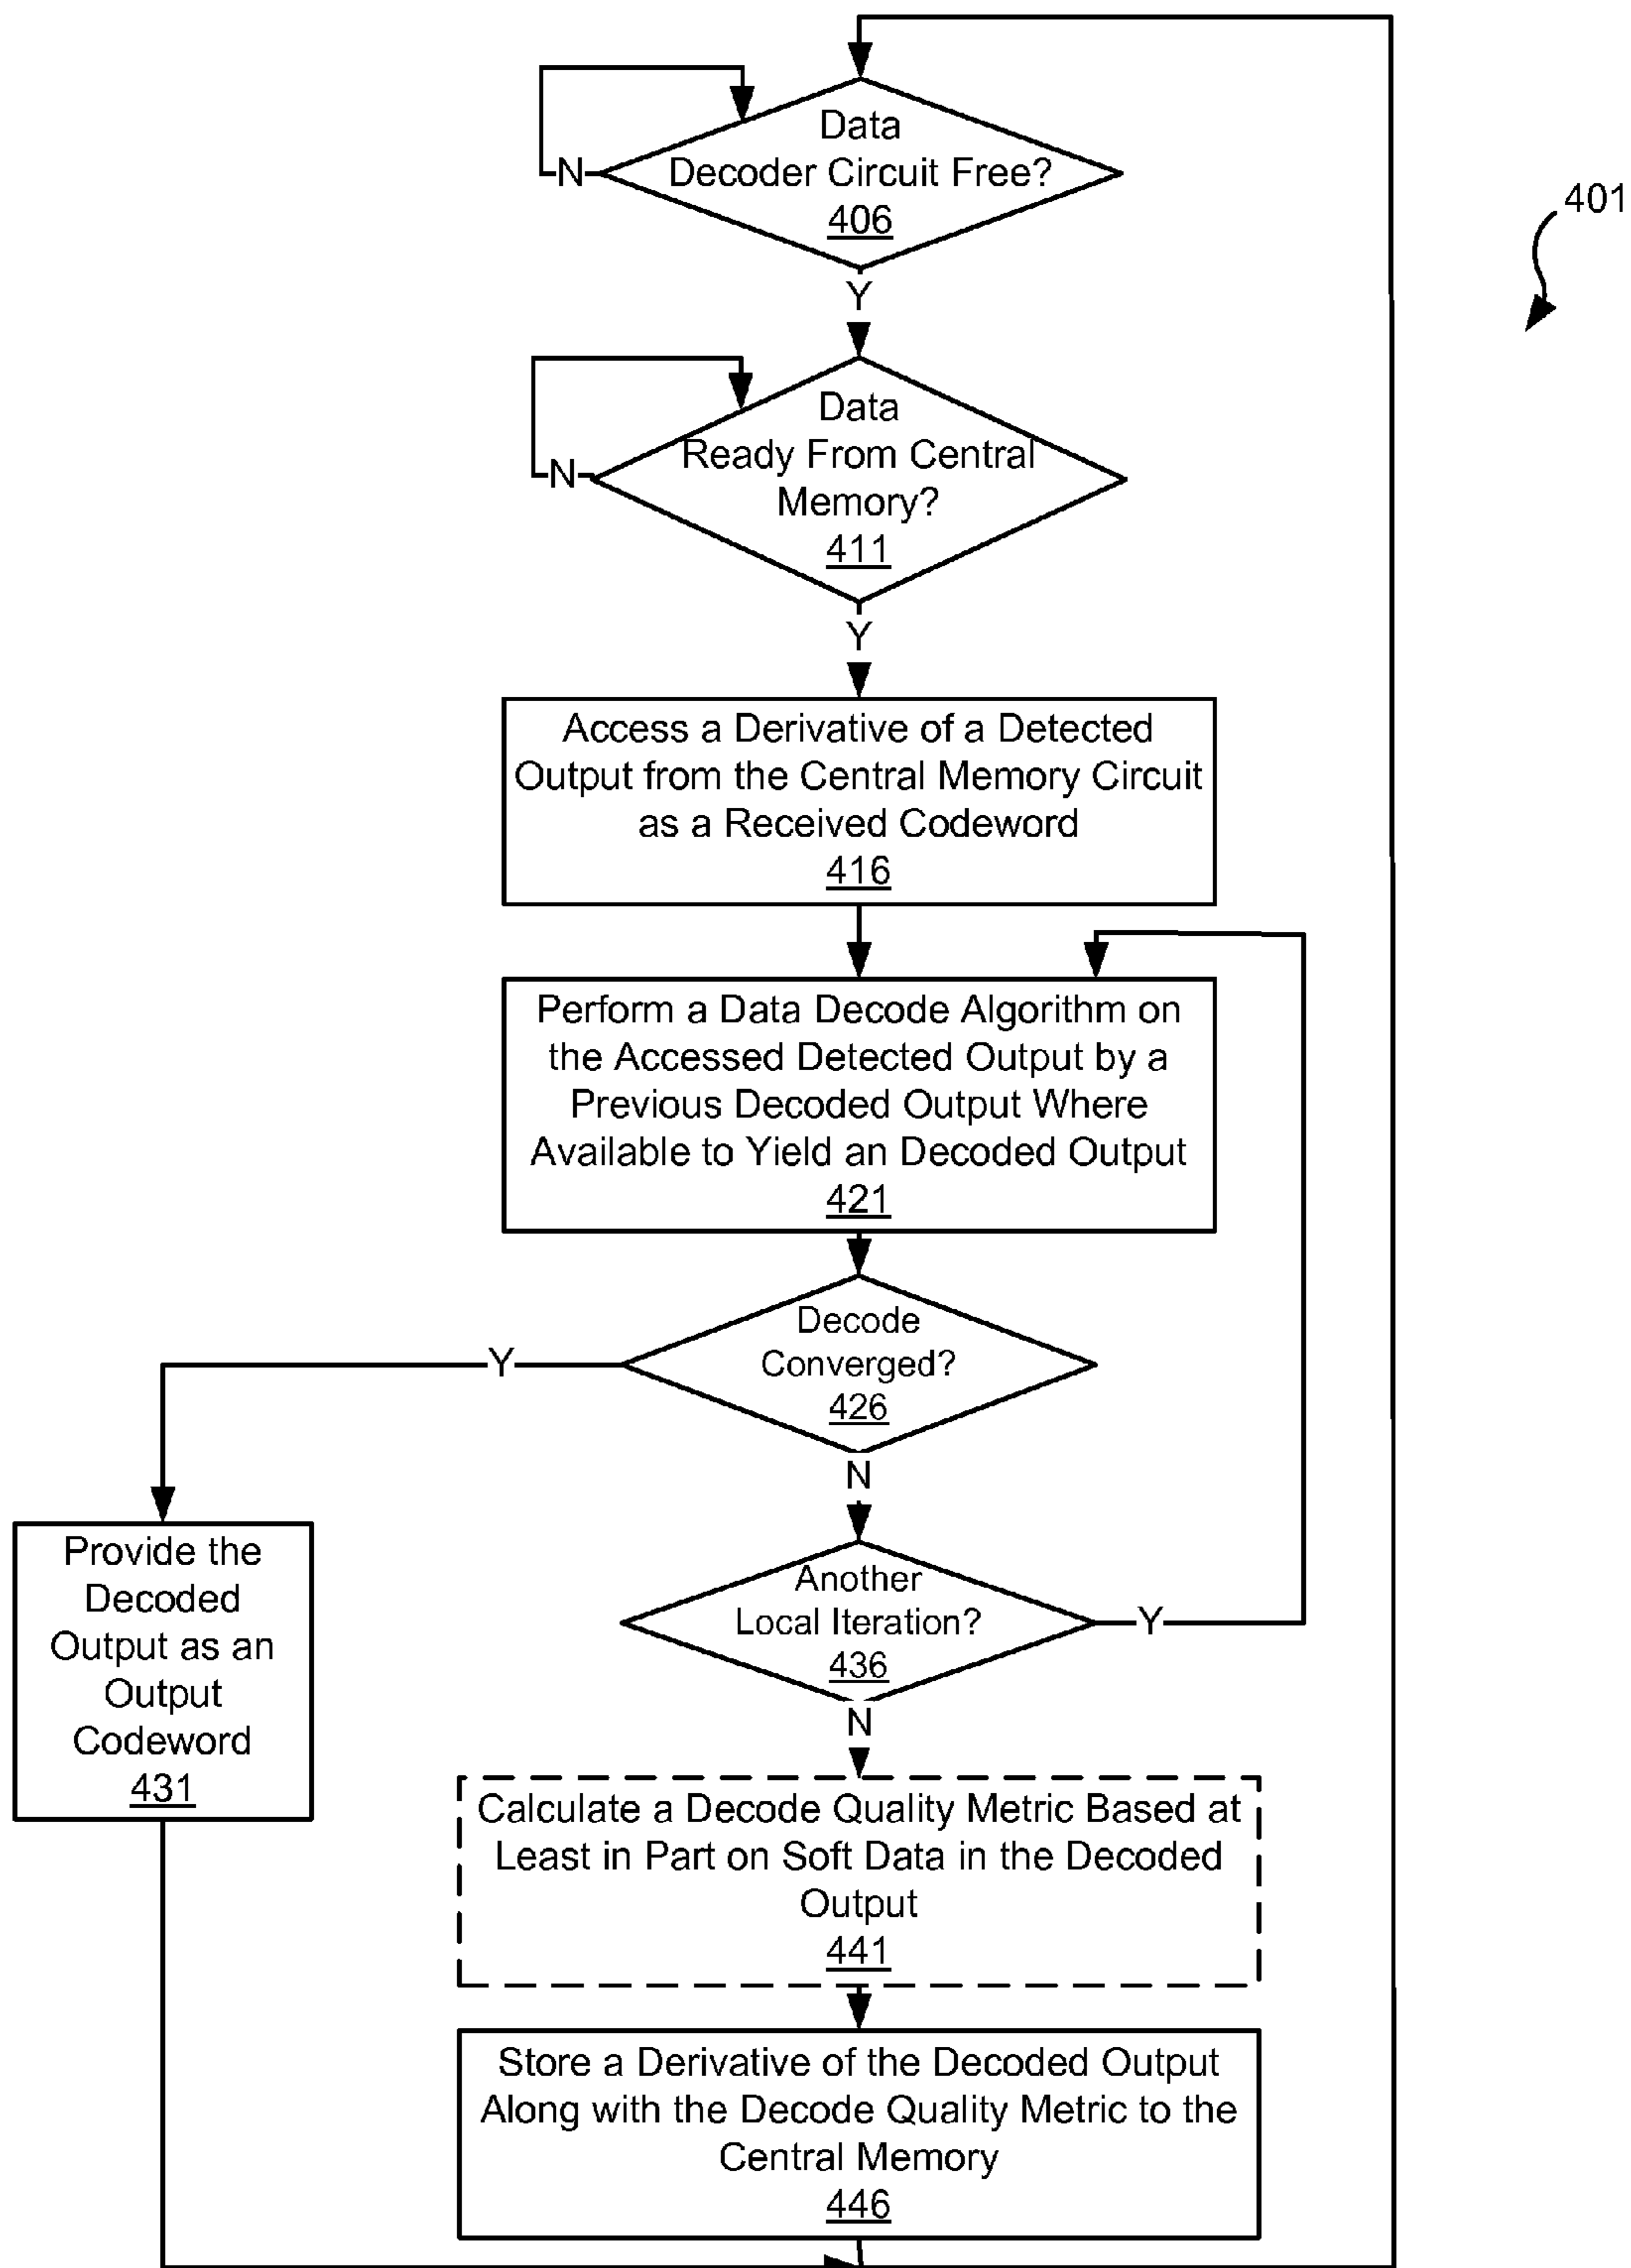 Data
Decoder Circuit Free?
N
406
401
Y
Data
Ready From Central
N
Memory?
411
Y
Access a Derivative of a Detected
Output from the Central Memory Circuit
as a Received Codeword
416
Perform a Data Decode Algorithm on
the Accessed Detected Output by a
Previous Decoded Output Where
Available to Yield an Decoded Output
421
Decode
Converged?
426
Y
N
Another
Local Iteration?
436
Y
N
Provide the
Decoded
Output as an
Output
Codeword
431
Calculate a Decode Quality Metric Based at
Least in Part on Soft Data in the Decoded
Output
441
Store a Derivative of the Decoded Output
Along with the Decode Quality Metric to the
Central Memory
446